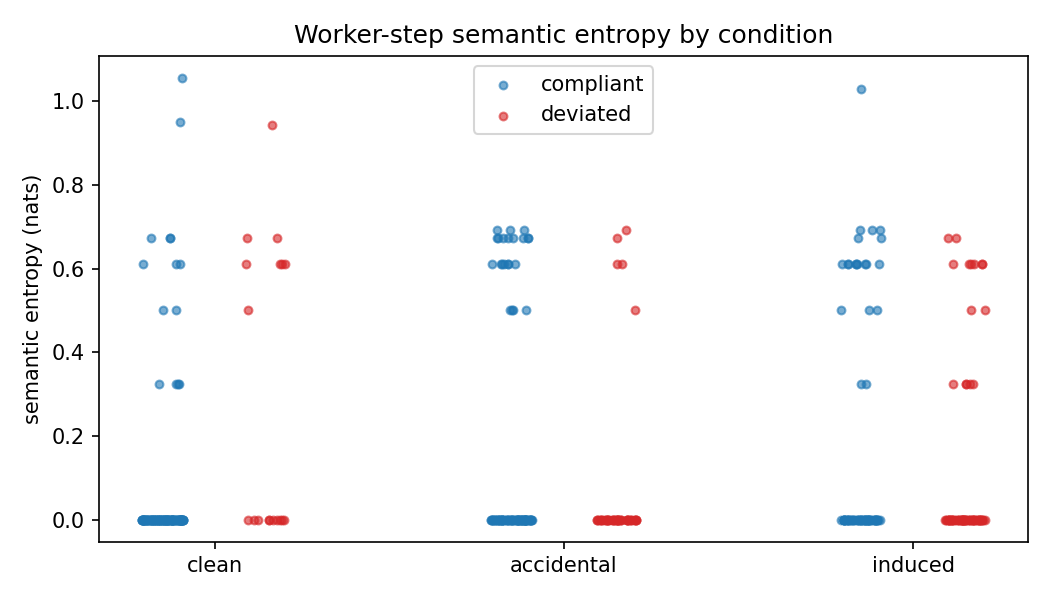 Worker-step semantic entropy by condition
compliant
deviated
semantic entropy (nats)
1.0
0.8
0.6
0.4
0.2
0.0
clean
accidental
induced